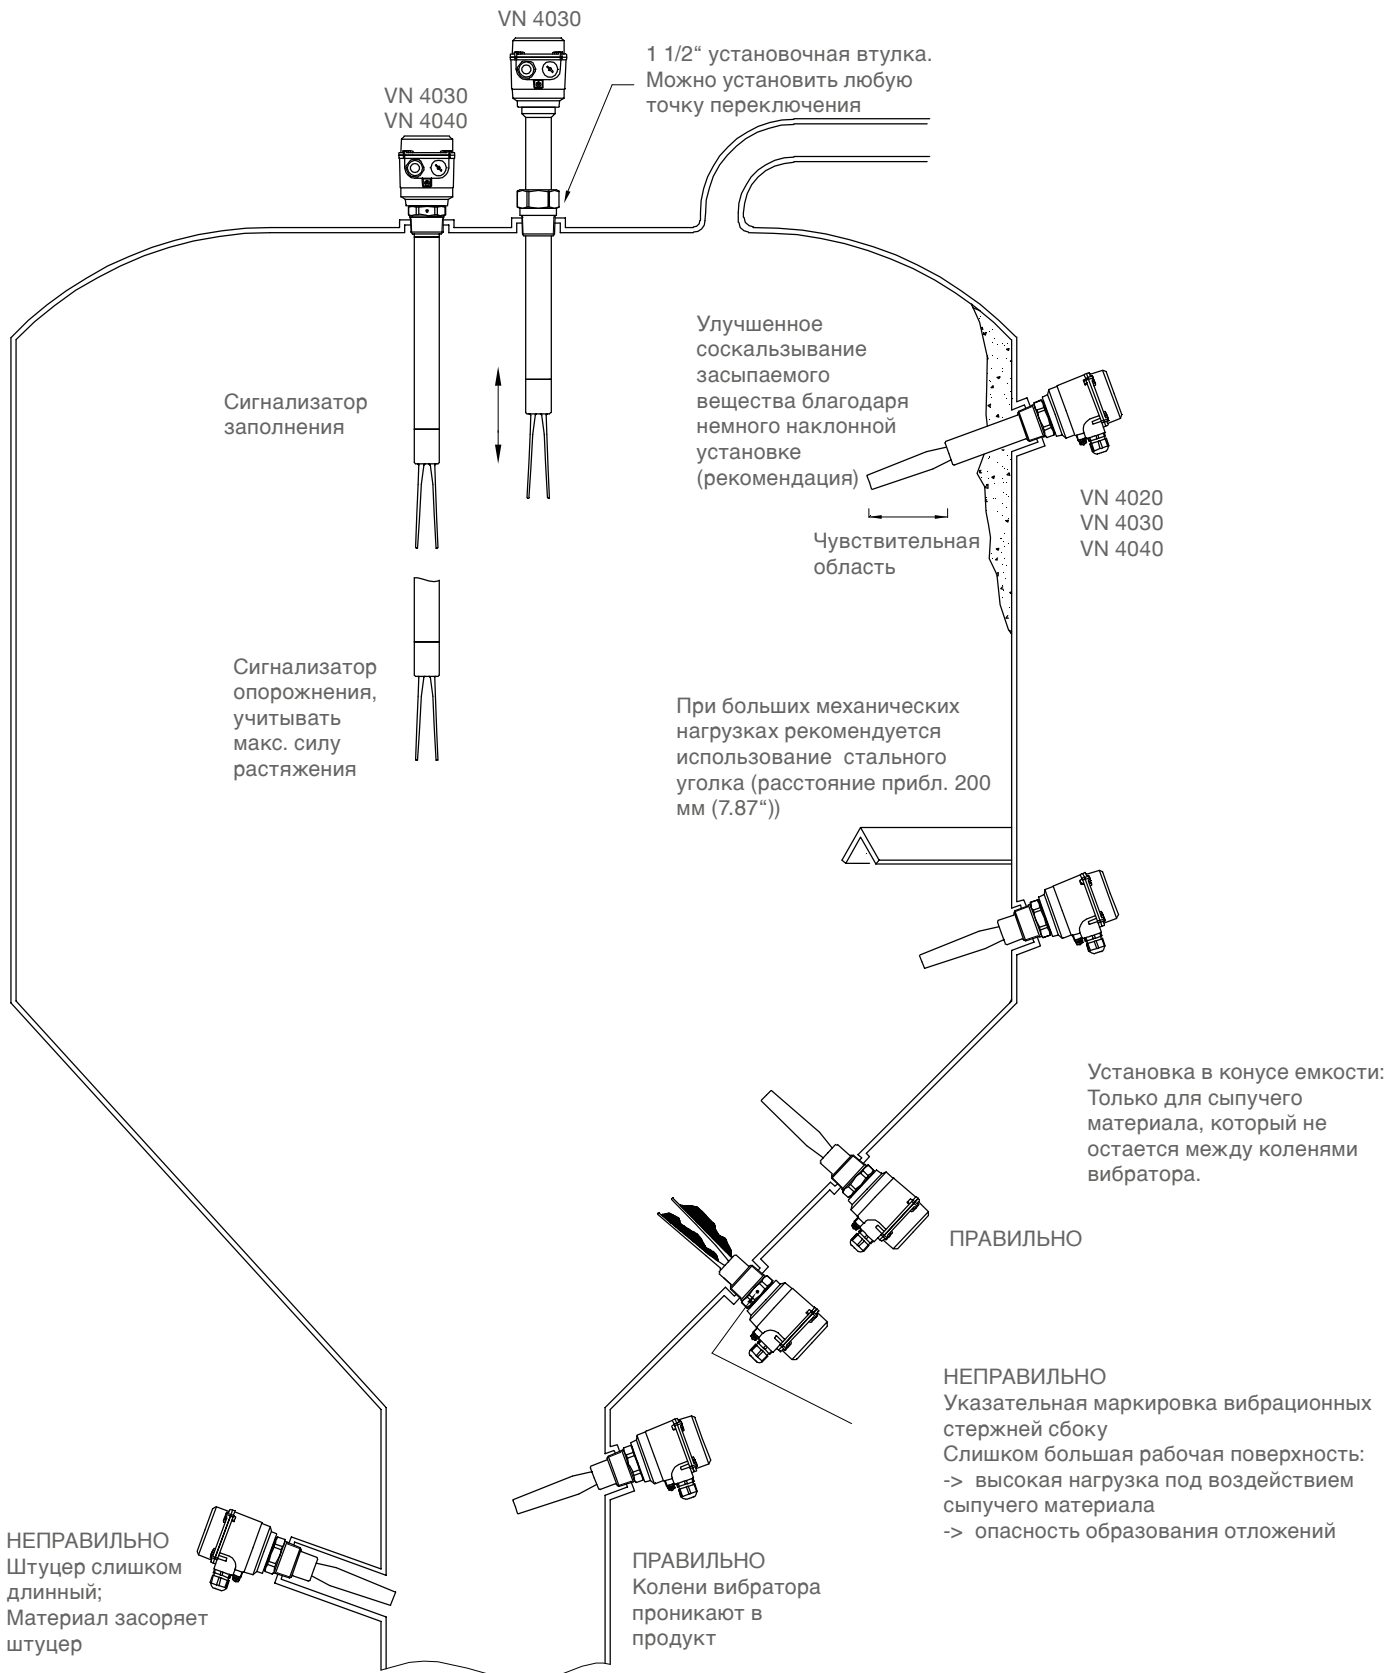 VN 4030
1 1/2“ установочная втулка.
Можно установить любую
точку переключения
VN 4030
VN 4040
Улучшенное
соскальзывание
засыпаемого
вещества благодаря
немного наклонной
установке
(рекомендация)
Сигнализатор
заполнения
VN 4020
VN 4030
VN 4040
Чувствительная
область
Сигнализатор
опорожнения,
учитывать
макс. силу
растяжения
При больших механических
нагрузках рекомендуется
использование стального
уголка (расстояние прибл. 200
мм (7.87“))
Установка в конусе емкости:
Только для сыпучего
материала, который не
остается между коленями
вибратора.
ПРАВИЛЬНО
НЕПРАВИЛЬНО
Указательная маркировка вибрационных
стержней сбоку
Слишком большая рабочая поверхность:
-> высокая нагрузка под воздействием
сыпучего материала
-> опасность образования отложений
НЕПРАВИЛЬНО
Штуцер слишком
длинный;
Материал засоряет
штуцер
ПРАВИЛЬНО
Колени вибратора
проникают в
продукт